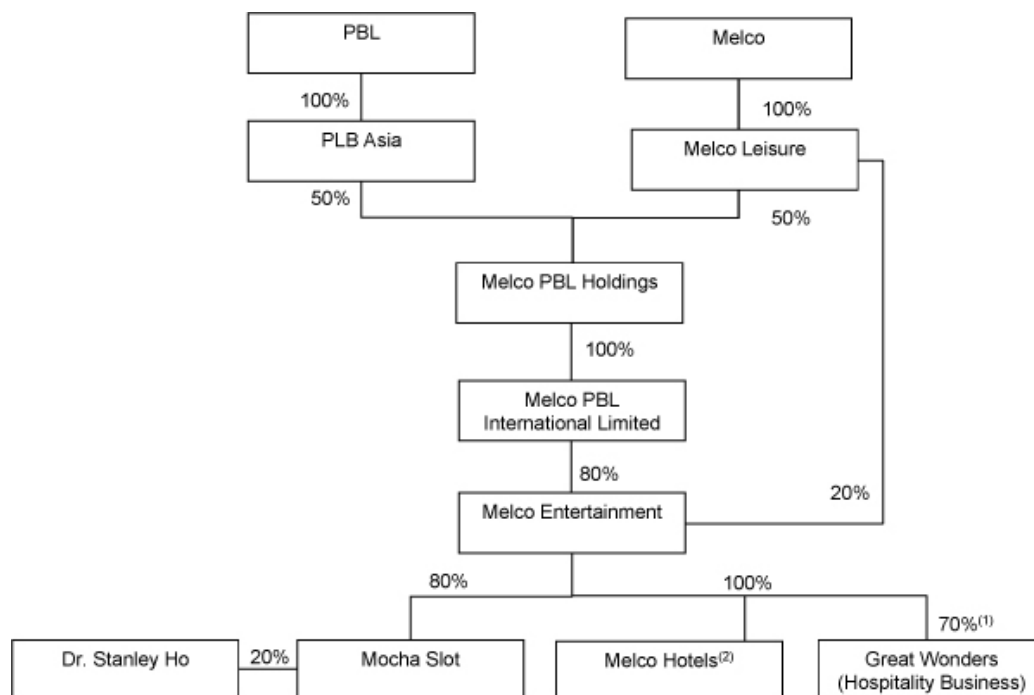 PBL
Melco
100%
100%
PLB Asia
Melco Leisure
50%
50%
Melco PBL Holdings
100%
Melco PBL
International Limited
80%
20%
Melco Entertainment
80%
100%
70%(1)
Dr. Stanley Ho
20%
Mocha Slot
Melco Hotels(2)
Great Wonders
(Hospitality Business)